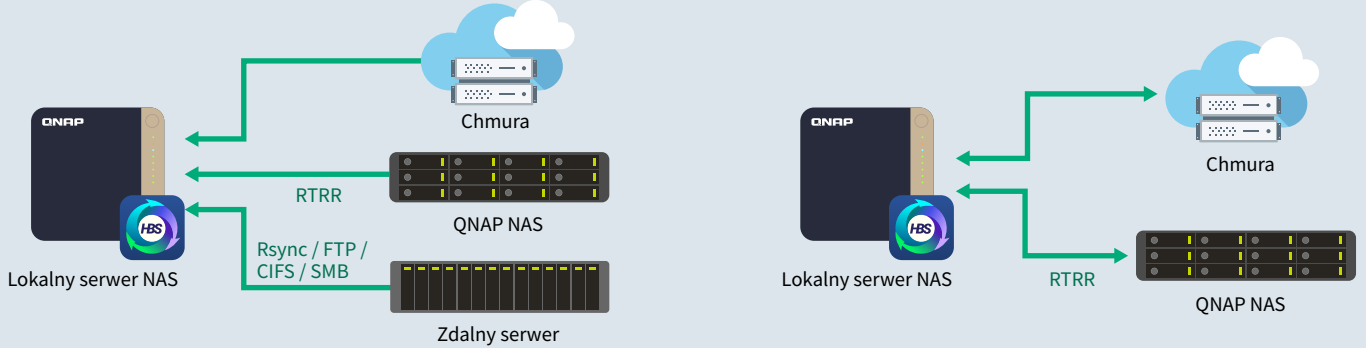 Chmura
QNAP
RTRR
QNAP NAS
HBS
Rsync / FTP /
CIFS / SMB
Lokalny serwer NAS
Zdalny serwer
QNAP
Chmura
HBS
Lokalny serwer NAS
RTRR
QNAP NAS